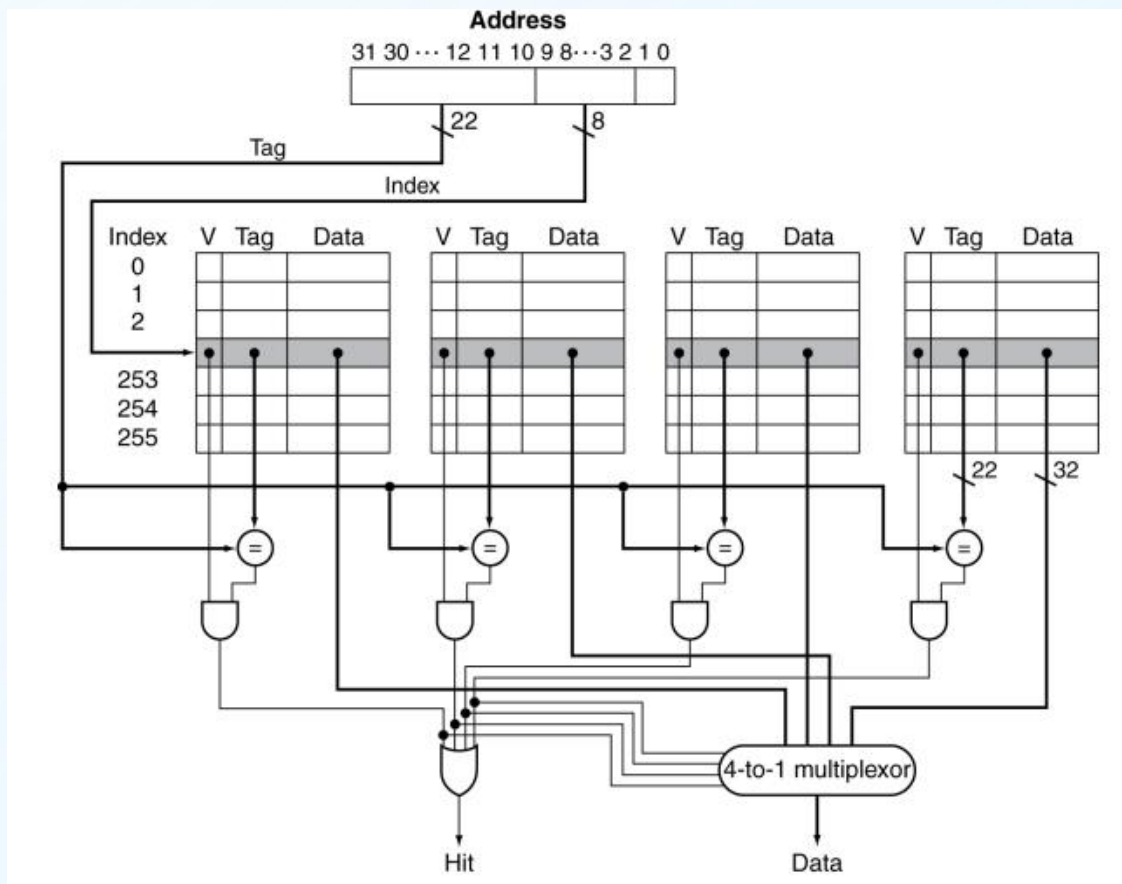 Address
31 30 ··· 12 11 10 9 8···3 2 1 0
22
8
Tag
Index
Index V Tag Data V Tag Data V Tag Data V Tag Data
0
1
2
253
254
255
22 32
= = = =
4-to-1 multiplexor
Hit Data